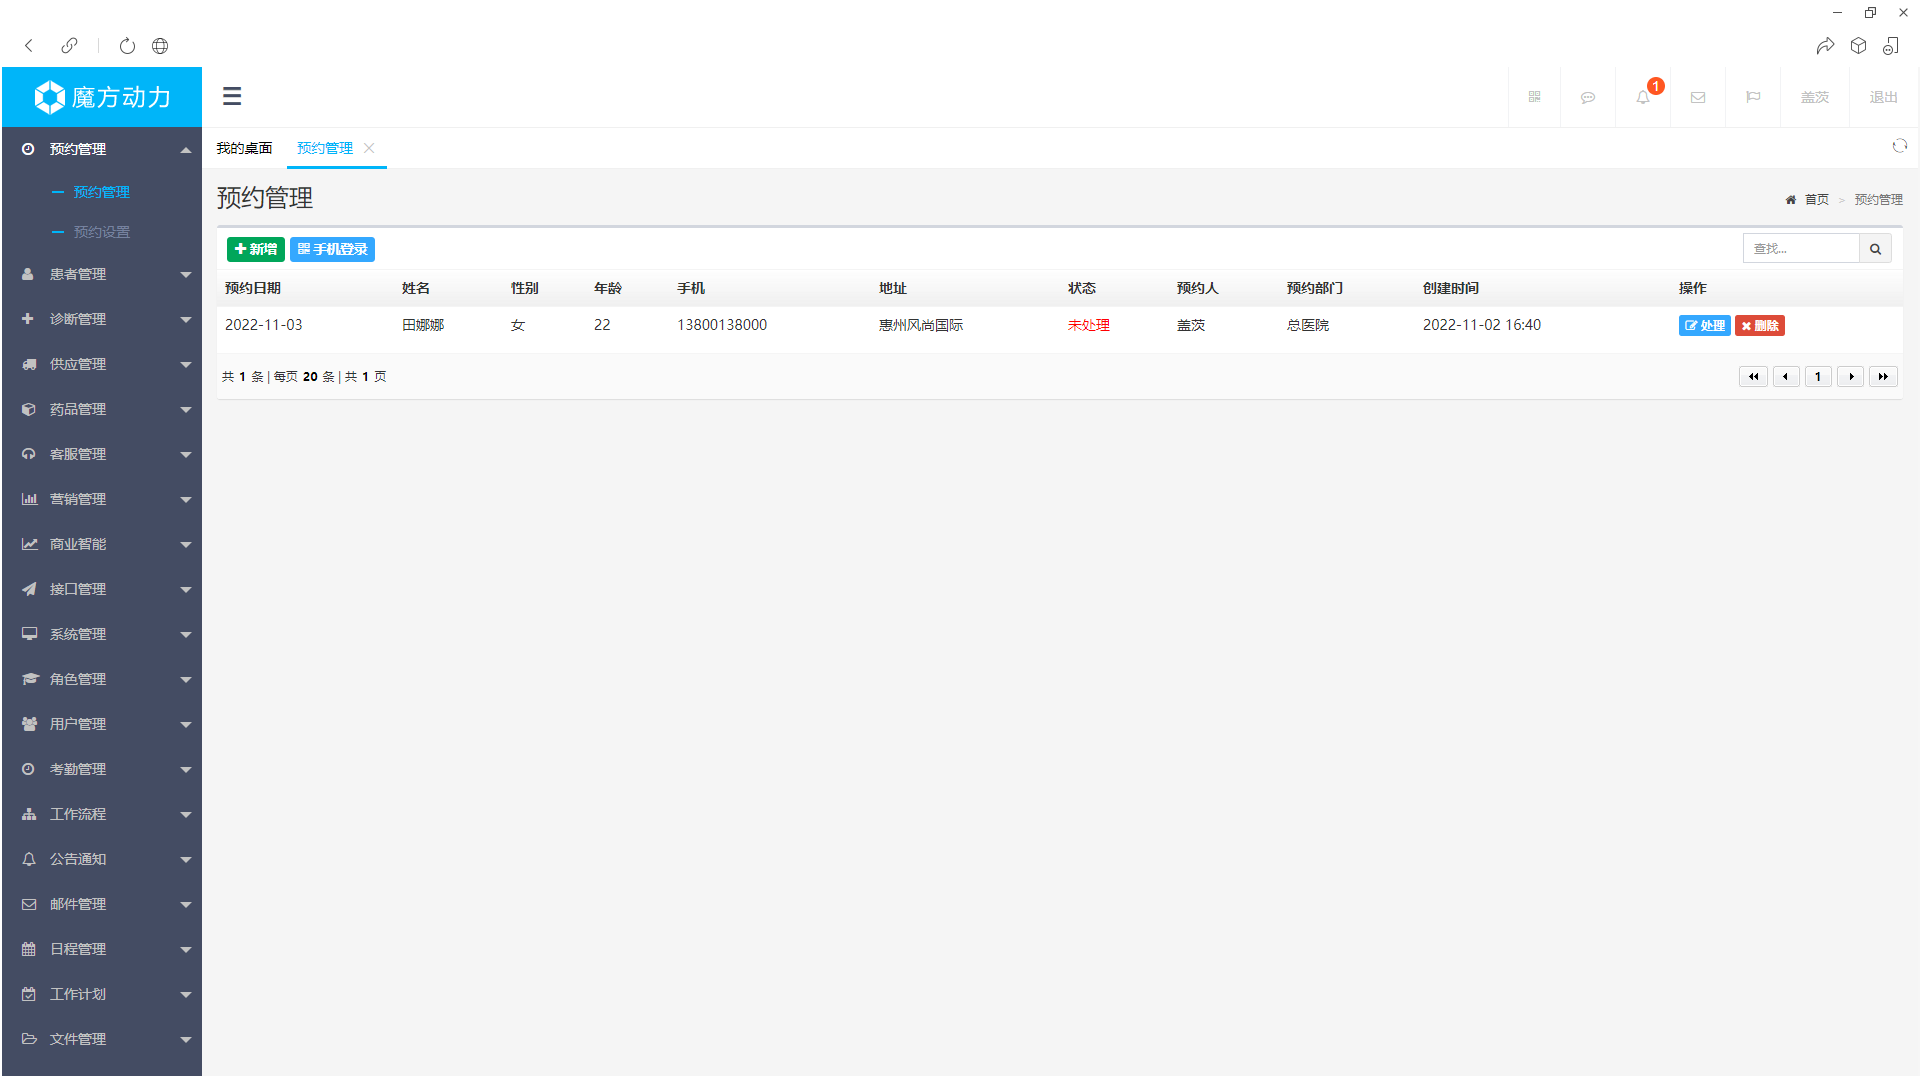 魔方动力
1
盖茨
退出
预约管理
预约管理
预约设置
患者管理
诊断管理
供应管理
药品管理
客服管理
营销管理
商业智能
接口管理
系统管理
角色管理
用户管理
考勤管理
工作流程
公告通知
邮件管理
日程管理
工作计划
文件管理
我的桌面 预约管理
预约管理
首页 > 预约管理
新增 手机登录
查找...
预约日期 姓名 性别 年龄 手机 地址 状态 预约人 预约部门 创建时间 操作
2022-11-03 田娜娜 女 22 13800138000 惠州风尚国际 未处理 盖茨 总医院 2022-11-02 16:40 处理 删除
共 1 条 | 每页 20 条 | 共 1 页
1